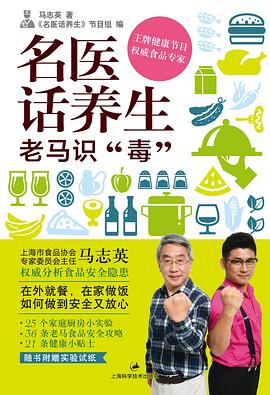 马志英 著
《名医话养生》节目组 编
王牌健康节目
权威食品专家
名医
话养生
老马识“毒”
上海市食品协会
专家委员会主任 马志英
权威分析食品安全隐患
在外就餐，在家做饭
如何做到安全又放心
• 25 个家庭厨房小实验
• 36 条老马食品安全攻略
• 21 条健康小贴士
随书附赠实验试纸
上海科学技术出版社